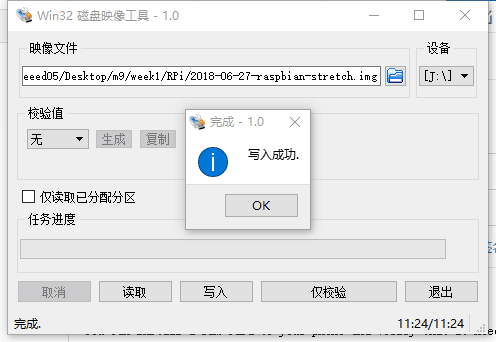 Win32 磁盘映像工具 - 1.0
映像文件
设备
eeed05/Desktop/m9/week1/RPi/2018-06-27-raspbian-stretch.img
[J:\]
校验值
无
生成
复制
完成 - 1.0
写入成功.
OK
仅读取已分配分区
任务进度
取消
读取
写入
仅校验
退出
完成.
11:24/11:24